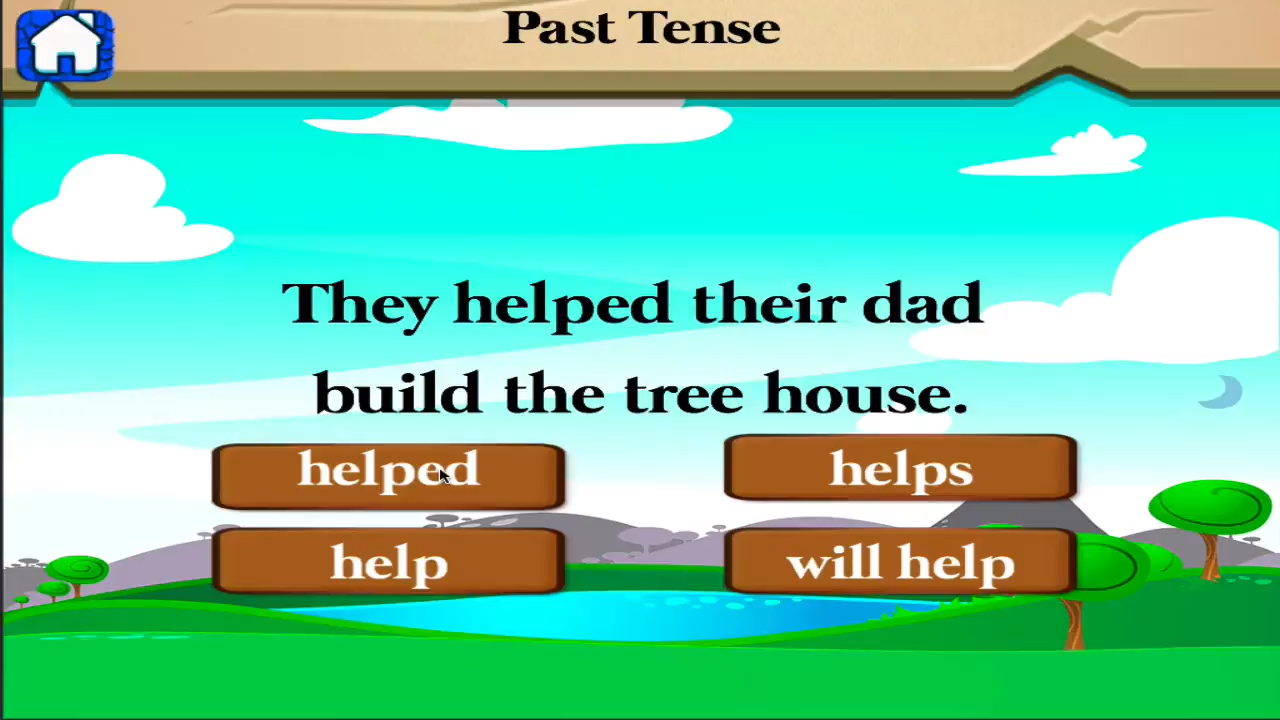 Past Tense
They helped their dad
build the tree house.
helped
helps
help
will help